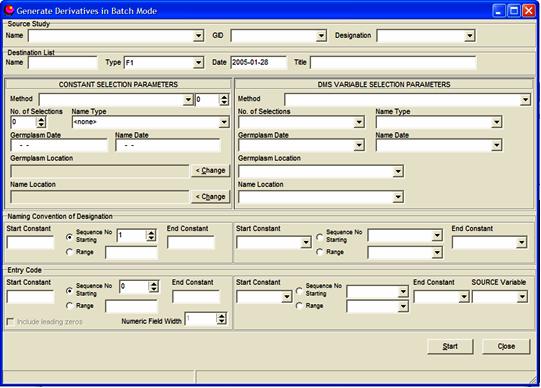 Generate Derivatives in Batch Mode
Source Study
Name GID Designation
Destination List
Name Type F1 Date 2005-01-28 Title
CONSTANT SELECTION PARAMETERS
Method 0
No. of Selections Name Type
0 <none>
Germplasm Date Name Date
- - - -
Germplasm Location
< Change
Name Location
< Change
DMS VARIABLE SELECTION PARAMETERS
Method
No. of Selections Name Type
Germplasm Date Name Date
Germplasm Location
Name Location
Naming Convention of Designation
Start Constant Sequence No Starting 1 End Constant
Range
Start Constant Sequence No Starting End Constant
Range
Entry Code
Start Constant Sequence No Starting 0 End Constant
Range
Include leading zeros Numeric Field Width 1
Start Constant Sequence No Starting End Constant SOURCE Variable
Range
Start Close